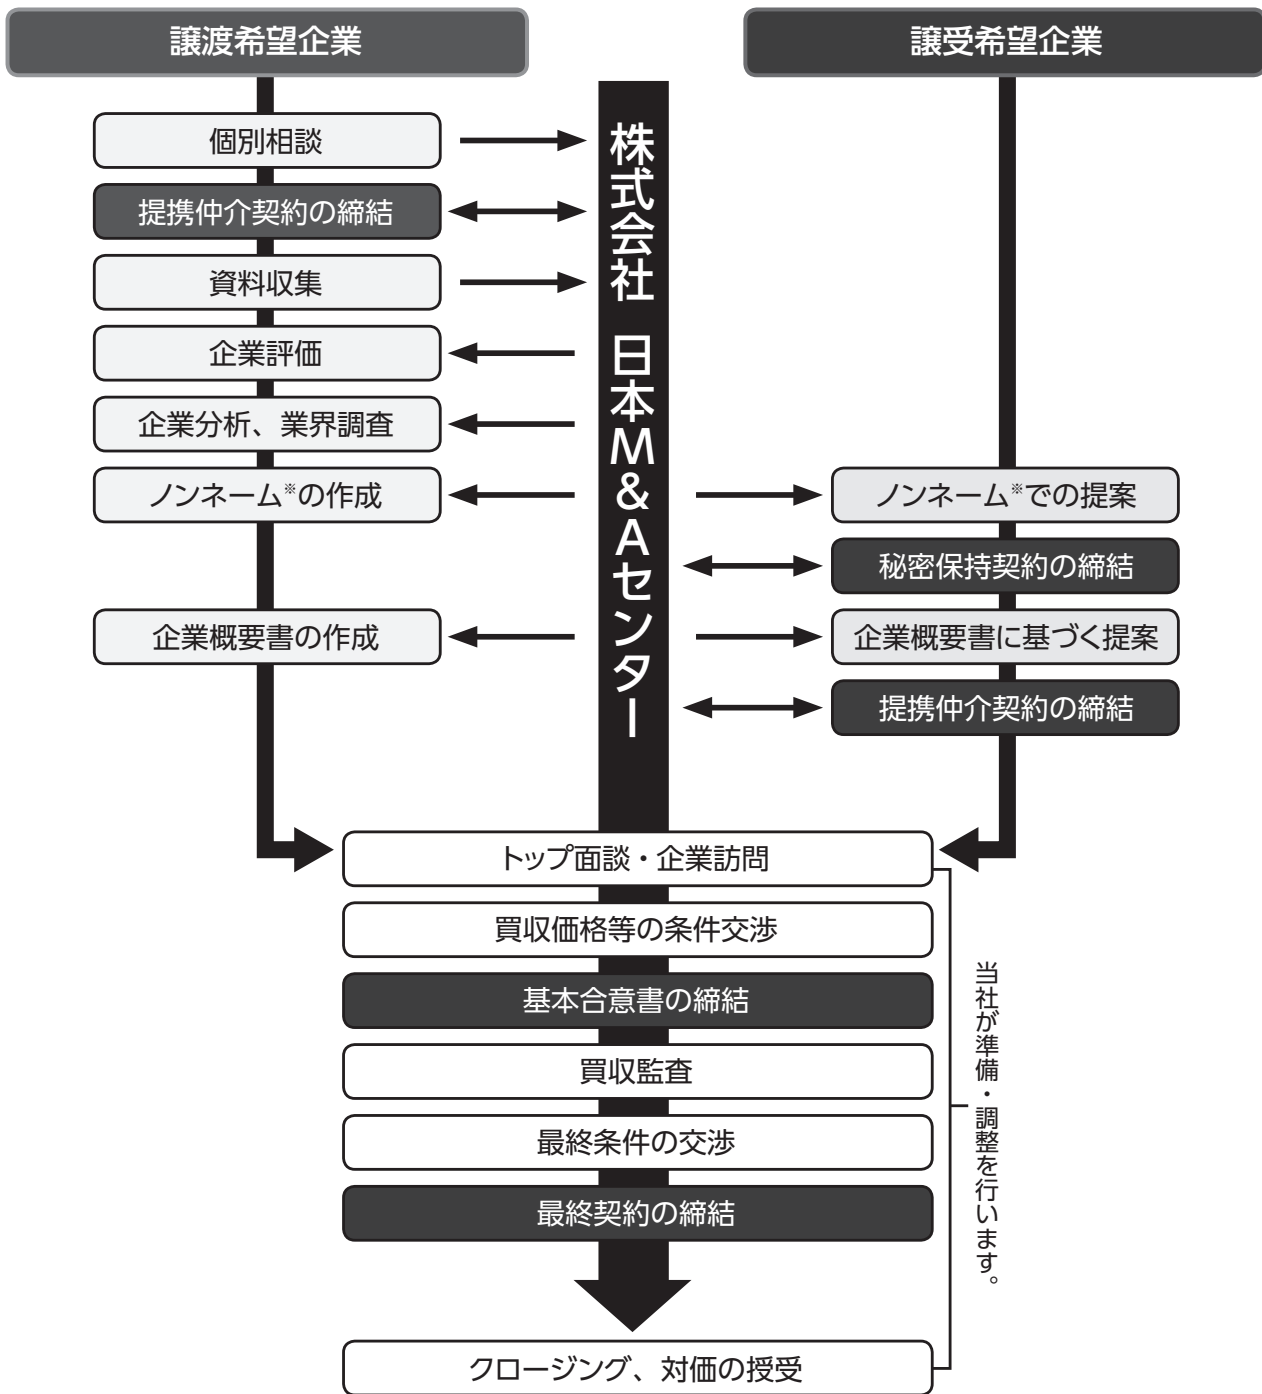 譲渡希望企業
譲受希望企業
個別相談
提携仲介契約の締結
資料収集
企業評価
企業分析、業界調査
ノンネーム※の作成
企業概要書の作成
株式会社 日本M&Aセンター
ノンネーム※での提案
秘密保持契約の締結
企業概要書に基づく提案
提携仲介契約の締結
トップ面談・企業訪問
買収価格等の条件交渉
基本合意書の締結
買収監査
最終条件の交渉
最終契約の締結
クロージング、対価の授受
当社が準備・調整を行います。